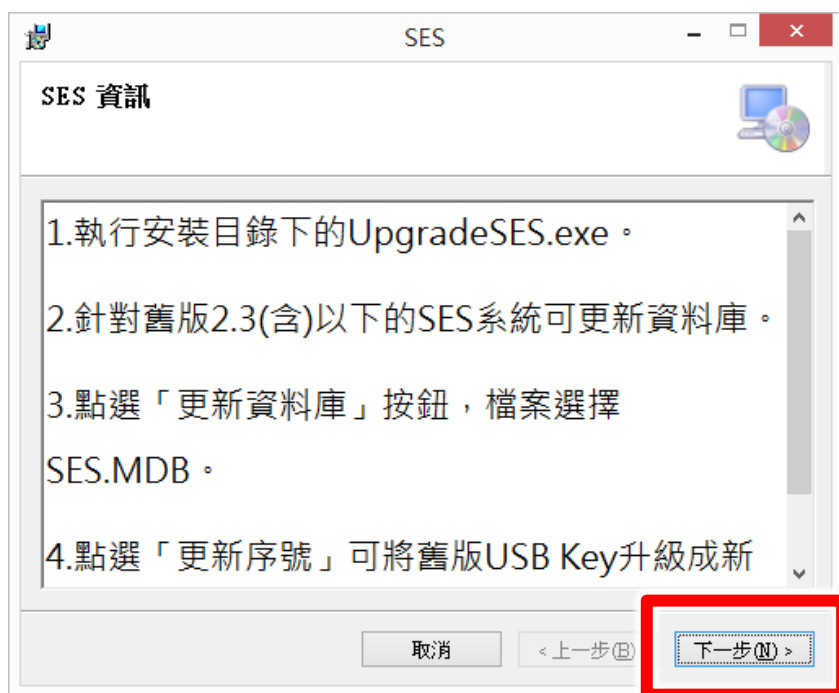 SES
SES 資訊
1.執行安裝目錄下的UpgradeSES.exe。
2.針對舊版2.3(含)以下的SES系統可更新資料庫。
3.點選「更新資料庫」按鈕，檔案選擇
SES.MDB。
4.點選「更新序號」可將舊版USB Key升級成新
取消
<上一步(B)
下一步(N) >